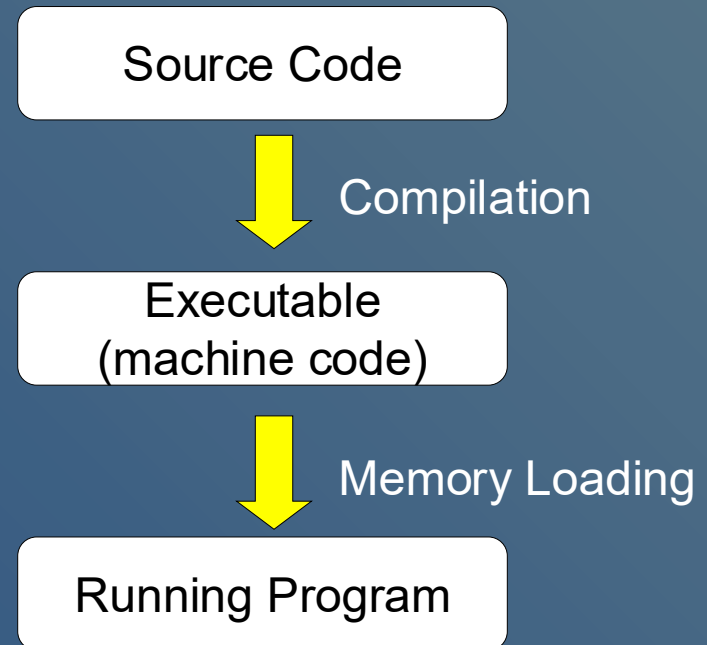 Source Code
Compilation
Executable
(machine code)
Memory Loading
Running Program